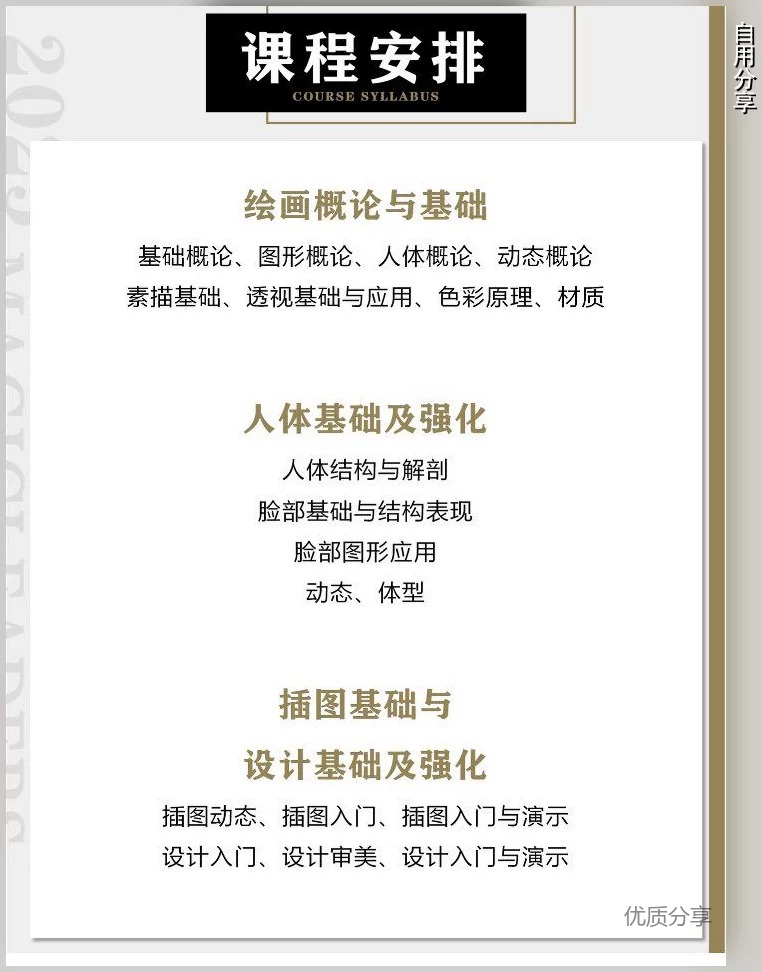 课程安排
COURSE SYLLABUS
自用分享
2023 MAGICLEADERS
绘画概论与基础
基础概论、图形概论、人体概论、动态概论
素描基础、透视基础与应用、色彩原理、材质
人体基础及强化
人体结构与解剖
脸部基础与结构表现
脸部图形应用
动态、体型
插图基础与
设计基础及强化
插图动态、插图入门、插图入门与演示
设计入门、设计审美、设计入门与演示
优质分享